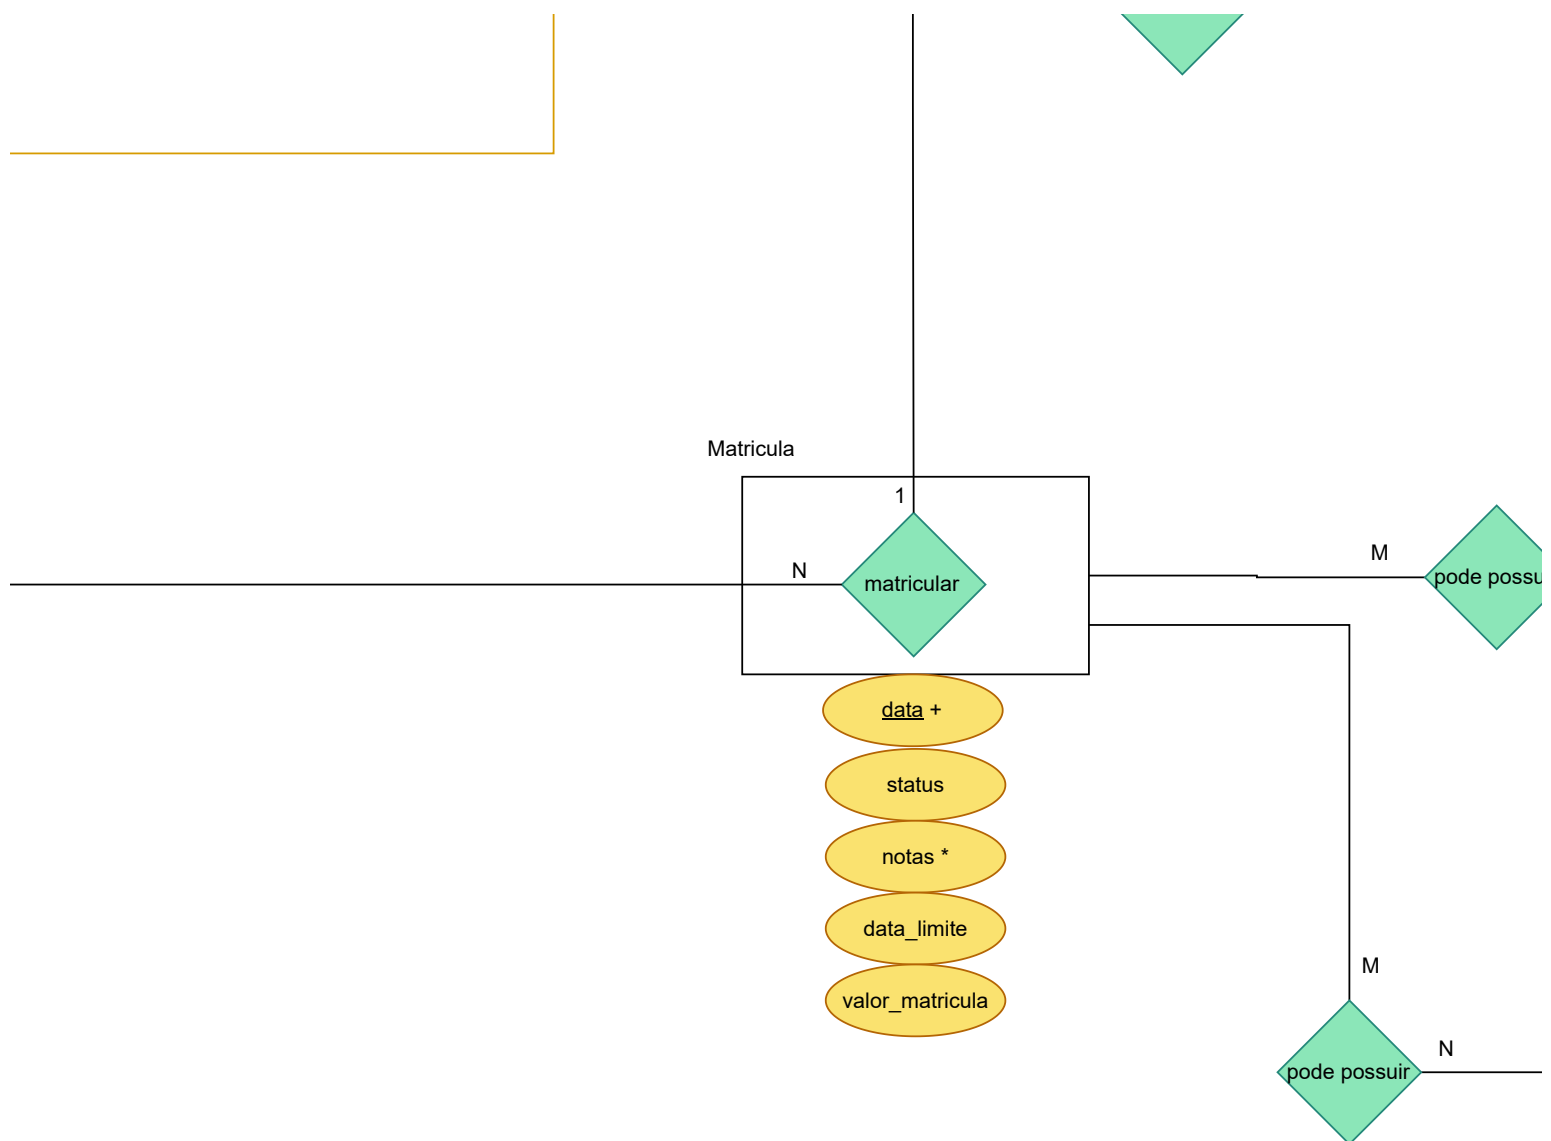 Matricula
1
N
matricular
M
pode possu
data +
status
notas *
data_limite
valor_matricula
M
N
pode possuir